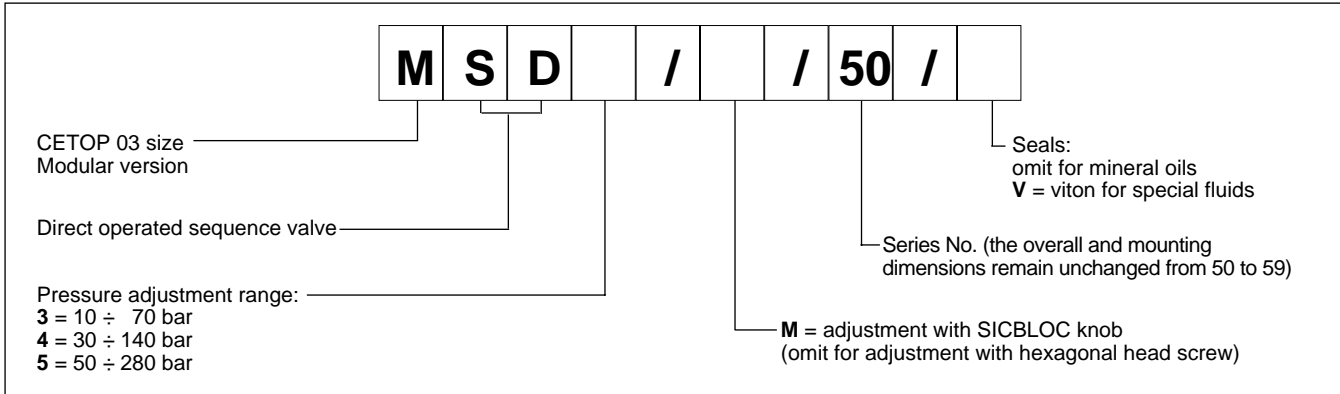 M S D / / 50 /
CETOP 03 size
Modular version
Direct operated sequence valve
Pressure adjustment range:
3 = 10 ÷ 70 bar
4 = 30 ÷ 140 bar
5 = 50 ÷ 280 bar
Seals:
omit for mineral oils
V = viton for special fluids
Series No. (the overall and mounting
dimensions remain unchanged from 50 to 59)
M = adjustment with SICBLOC knob
(omit for adjustment with hexagonal head screw)